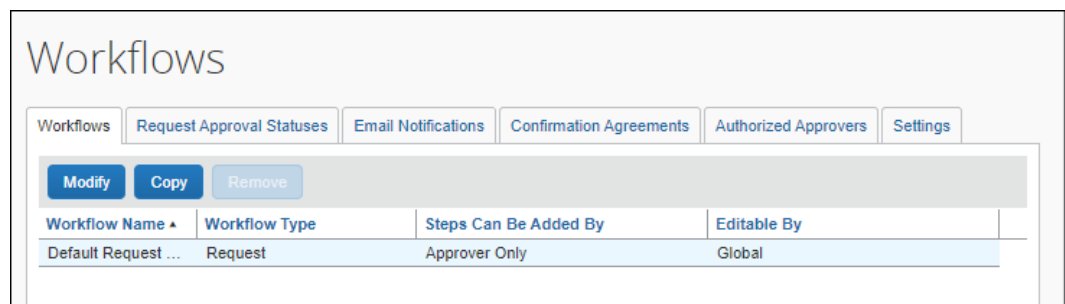 Workflows
Workflows Request Approval Statuses Email Notifications Confirmation Agreements Authorized Approvers Settings
Modify Copy Remove
Workflow Name ▲ Workflow Type Steps Can Be Added By Editable By
Default Request ... Request Approver Only Global